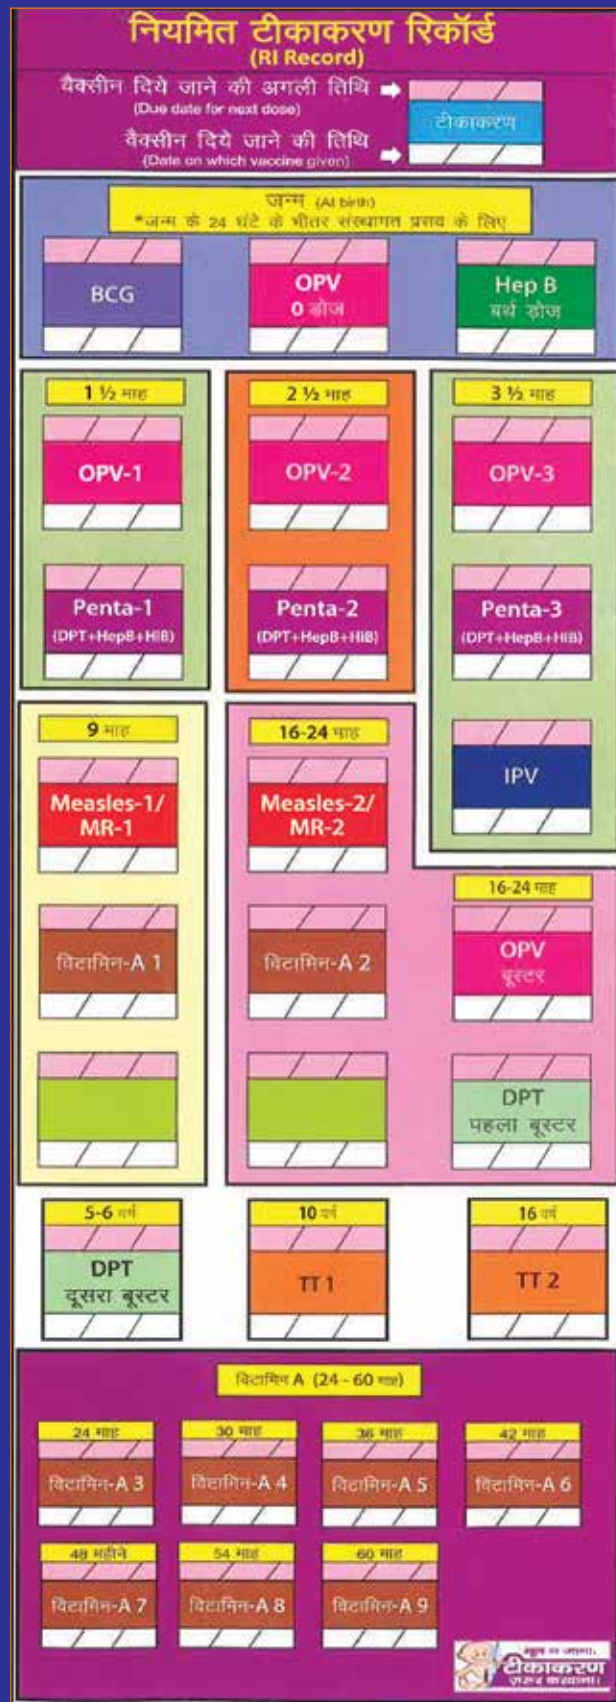 नियमित टीकाकरण रिकॉर्ड
(RI Record)
वैक्सीन दिये जाने की अगली तिथि
(Due date for next dose)
टीकाकरण
वैक्सीन दिये जाने की तिथि
(Date on which vaccine given)
जन्म (At birth)
*जन्म के 24 घंटे के भीतर संस्थागत प्रसव के लिए
BCG
OPV
0 डोज
Hep B
बर्थ डोज
1 ½ माह
2 ½ माह
3 ½ माह
OPV-1
OPV-2
OPV-3
Penta-1
(DPT+HepB+HiB)
Penta-2
(DPT+HepB+HiB)
Penta-3
(DPT+HepB+HiB)
IPV
9 माह
16-24 माह
Measles-1/
MR-1
Measles-2/
MR-2
16-24 माह
विटामिन-A 1
विटामिन-A 2
OPV
बूस्टर
DPT
पहला बूस्टर
5-6 वर्ष
10 वर्ष
16 वर्ष
DPT
दूसरा बूस्टर
TT 1
TT 2
विटामिन A (24 - 60 माह)
24 माह
30 माह
36 माह
42 माह
विटामिन-A 3
विटामिन-A 4
विटामिन-A 5
विटामिन-A 6
48 महीने
54 माह
60 माह
विटामिन-A 7
विटामिन-A 8
विटामिन-A 9
भूल न जाना,
टीकाकरण
ज़रूर करवाना।